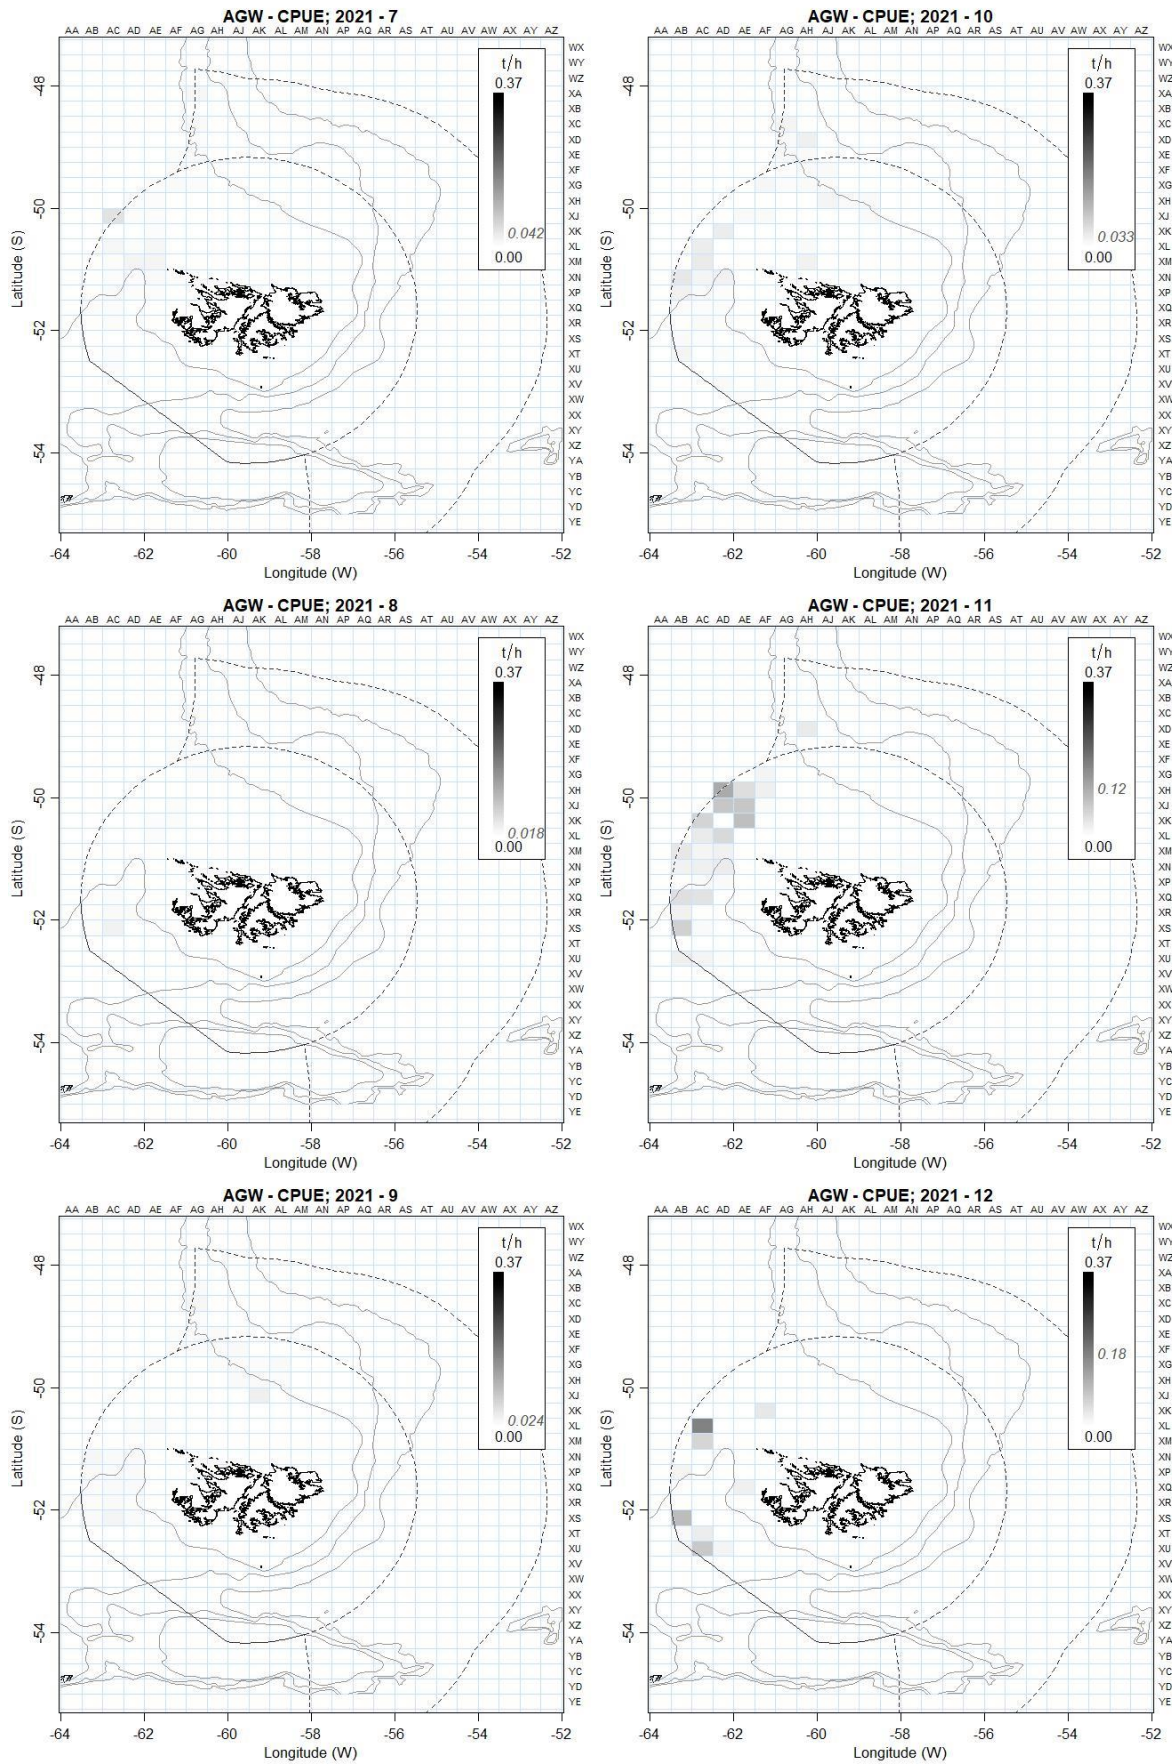 AGW - CPUE; 2021 - 7
AA AB AC AD AE AF AG AH AJ AK AL AM AN AP AQ AR AS AT AU AV AW AX AY AZ
WX
WY
WZ
XA
XB
XC
XD
XE
XF
XG
XH
XJ
XK
XL
XM
XN
XP
XQ
XR
XS
XT
XU
XV
XW
XX
XY
XZ
YA
YB
YC
YD
YE
t/h
0.37
0.042
0.00
-48
-50
-52
-54
Latitude (S)
-64 -62 -60 -58 -56 -54 -52
Longitude (W)
AGW - CPUE; 2021 - 10
AA AB AC AD AE AF AG AH AJ AK AL AM AN AP AQ AR AS AT AU AV AW AX AY AZ
WX
WY
WZ
XA
XB
XC
XD
XE
XF
XG
XH
XJ
XK
XL
XM
XN
XP
XQ
XR
XS
XT
XU
XV
XW
XX
XY
XZ
YA
YB
YC
YD
YE
t/h
0.37
0.033
0.00
-48
-50
-52
-54
Latitude (S)
-64 -62 -60 -58 -56 -54 -52
Longitude (W)
AGW - CPUE; 2021 - 8
AA AB AC AD AE AF AG AH AJ AK AL AM AN AP AQ AR AS AT AU AV AW AX AY AZ
WX
WY
WZ
XA
XB
XC
XD
XE
XF
XG
XH
XJ
XK
XL
XM
XN
XP
XQ
XR
XS
XT
XU
XV
XW
XX
XY
XZ
YA
YB
YC
YD
YE
t/h
0.37
0.018
0.00
-48
-50
-52
-54
Latitude (S)
-64 -62 -60 -58 -56 -54 -52
Longitude (W)
AGW - CPUE; 2021 - 11
AA AB AC AD AE AF AG AH AJ AK AL AM AN AP AQ AR AS AT AU AV AW AX AY AZ
WX
WY
WZ
XA
XB
XC
XD
XE
XF
XG
XH
XJ
XK
XL
XM
XN
XP
XQ
XR
XS
XT
XU
XV
XW
XX
XY
XZ
YA
YB
YC
YD
YE
t/h
0.37
0.12
0.00
-48
-50
-52
-54
Latitude (S)
-64 -62 -60 -58 -56 -54 -52
Longitude (W)
AGW - CPUE; 2021 - 9
AA AB AC AD AE AF AG AH AJ AK AL AM AN AP AQ AR AS AT AU AV AW AX AY AZ
WX
WY
WZ
XA
XB
XC
XD
XE
XF
XG
XH
XJ
XK
XL
XM
XN
XP
XQ
XR
XS
XT
XU
XV
XW
XX
XY
XZ
YA
YB
YC
YD
YE
t/h
0.37
0.024
0.00
-48
-50
-52
-54
Latitude (S)
-64 -62 -60 -58 -56 -54 -52
Longitude (W)
AGW - CPUE; 2021 - 12
AA AB AC AD AE AF AG AH AJ AK AL AM AN AP AQ AR AS AT AU AV AW AX AY AZ
WX
WY
WZ
XA
XB
XC
XD
XE
XF
XG
XH
XJ
XK
XL
XM
XN
XP
XQ
XR
XS
XT
XU
XV
XW
XX
XY
XZ
YA
YB
YC
YD
YE
t/h
0.37
0.18
0.00
-48
-50
-52
-54
Latitude (S)
-64 -62 -60 -58 -56 -54 -52
Longitude (W)